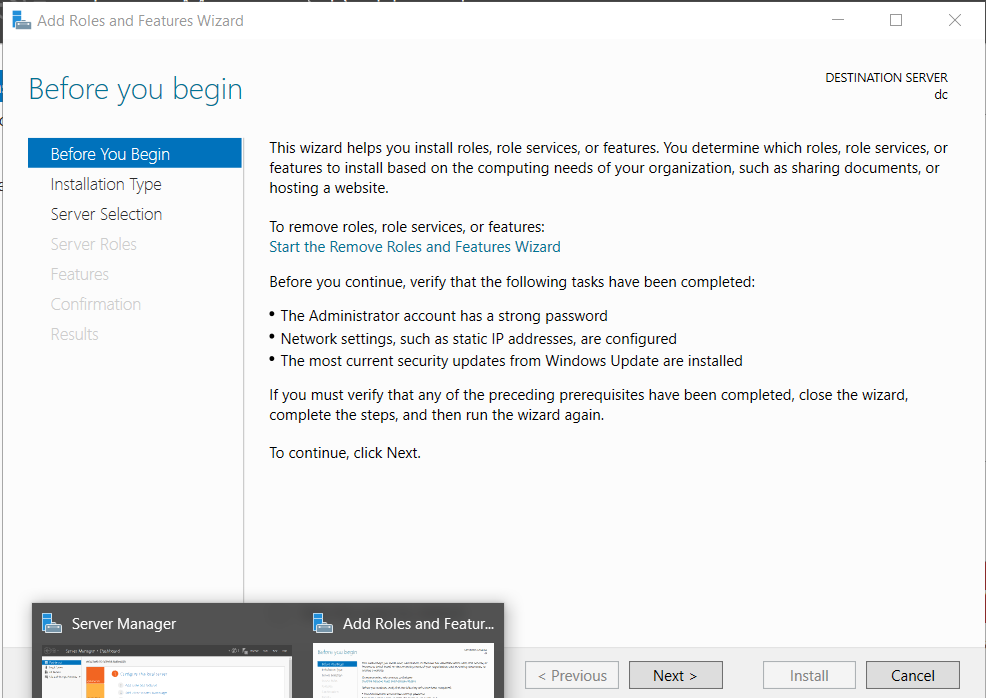 Add Roles and Features Wizard
Before you begin
DESTINATION SERVER
dc
Before You Begin
Installation Type
Server Selection
Server Roles
Features
Confirmation
Results
This wizard helps you install roles, role services, or features. You determine which roles, role services, or
features to install based on the computing needs of your organization, such as sharing documents, or
hosting a website.
To remove roles, role services, or features:
Start the Remove Roles and Features Wizard
Before you continue, verify that the following tasks have been completed:
• The Administrator account has a strong password
• Network settings, such as static IP addresses, are configured
• The most current security updates from Windows Update are installed
If you must verify that any of the preceding prerequisites have been completed, close the wizard,
complete the steps, and then run the wizard again.
To continue, click Next.
Server Manager
Add Roles and Featur...
Before you begin
< Previous
Next >
Install
Cancel